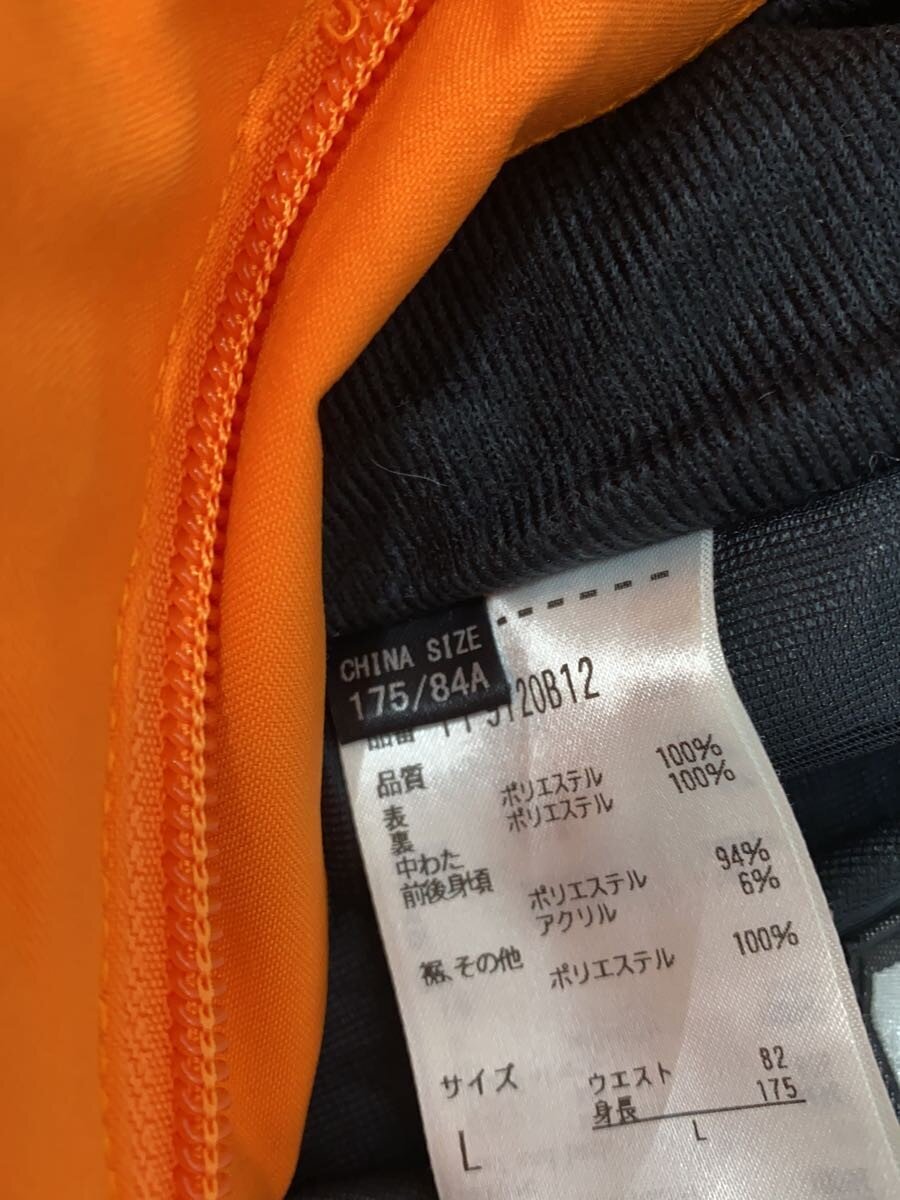 CHINA SIZE
175/84A
品番
品質
表 ポリエステル 100%
裏 ポリエステル 100%
中わた
前後身頃 ポリエステル 94%
アクリル 6%
裾、その他 ポリエステル 100%
サイズ ウエスト 82
身長 175
L L